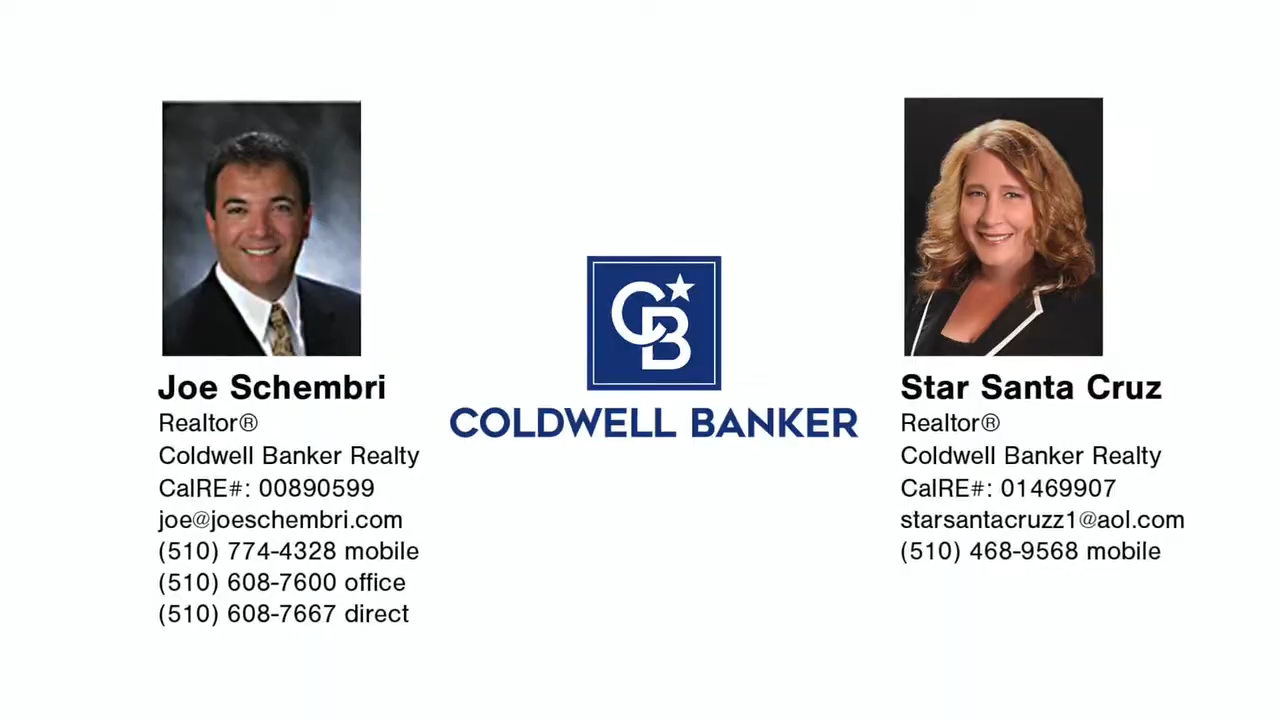 Joe Schembri
Realtor®
Coldwell Banker Realty
CalRE#: 00890599
joe@joeschembri.com
(510) 774-4328 mobile
(510) 608-7600 office
(510) 608-7667 direct
CB
COLDWELL BANKER
Star Santa Cruz
Realtor®
Coldwell Banker Realty
CalRE#: 01469907
starsantacruzz1@aol.com
(510) 468-9568 mobile